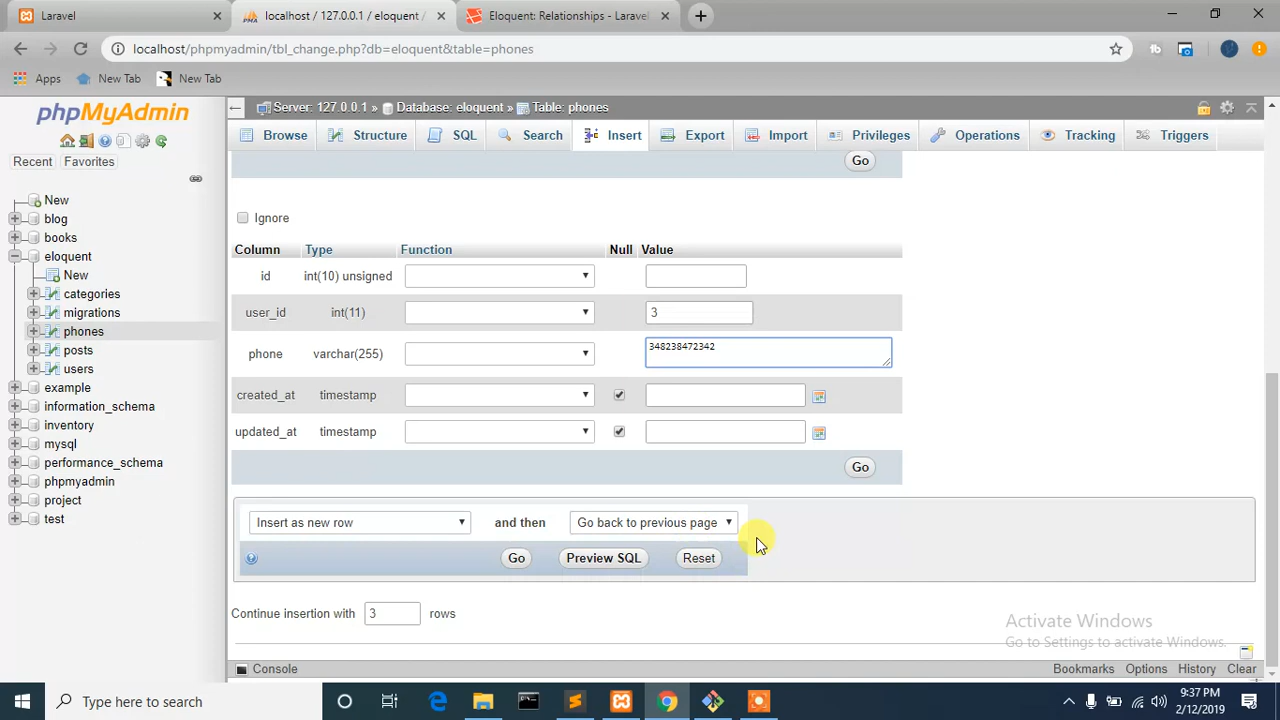 Laravel
localhost / 127.0.0.1 / eloquent /
Eloquent: Relationships - Laravel
localhost/phpmyadmin/tbl_change.php?db=eloquent&table=phones
Apps
New Tab
New Tab
phpMyAdmin
Recent
Favorites
New
blog
books
eloquent
New
categories
migrations
phones
posts
users
example
information_schema
inventory
mysql
performance_schema
phpmyadmin
project
test
Server: 127.0.0.1 » Database: eloquent » Table: phones
Browse Structure SQL Search Insert Export Import Privileges Operations Tracking Triggers
Go
Ignore
Column Type Function Null Value
id int(10) unsigned
user_id int(11) 3
phone varchar(255) 348238472342
created_at timestamp
updated_at timestamp
Go
Insert as new row and then Go back to previous page
Go Preview SQL Reset
Continue insertion with 3 rows
Activate Windows
Go to Settings to activate Windows.
Console Bookmarks Options History Clear
Type here to search
9:37 PM
2/12/2019